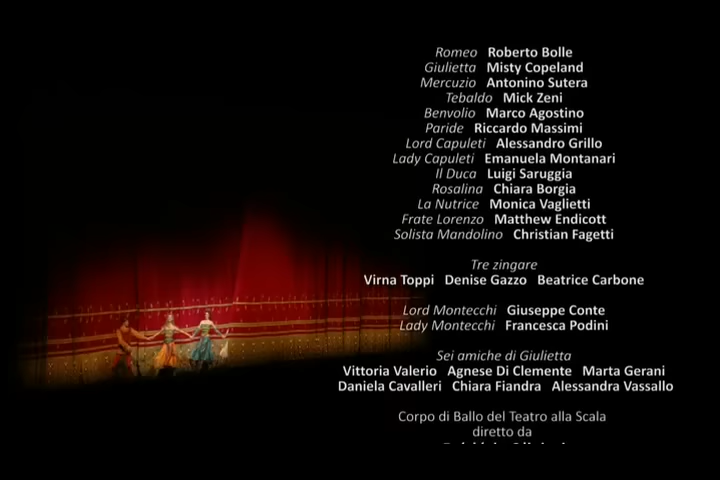 Romeo Roberto Bolle
Giulietta Misty Copeland
Mercuzio Antonino Sutera
Tebaldo Mick Zeni
Benvolio Marco Agostino
Paride Riccardo Massimi
Lord Capuleti Alessandro Grillo
Lady Capuleti Emanuela Montanari
Il Duca Luigi Saruggia
Rosalina Chiara Borgia
La Nutrice Monica Vaglietti
Frate Lorenzo Matthew Endicott
Solista Mandolino Christian Fagetti
Tre zingare
Virna Toppi Denise Gazzo Beatrice Carbone
Lord Montecchi Giuseppe Conte
Lady Montecchi Francesca Podini
Sei amiche di Giulietta
Vittoria Valerio Agnese Di Clemente Marta Gerani
Daniela Cavalleri Chiara Fiandra Alessandra Vassallo
Corpo di Ballo del Teatro alla Scala
diretto da